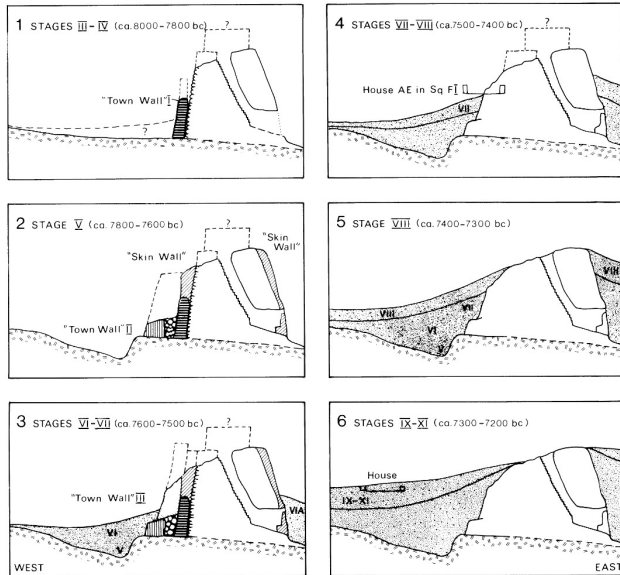 1 STAGES III-IV (ca. 8000-7800 bc)
?
"Town Wall" I
?
2 STAGE V (ca. 7800-7600 bc)
?
"Skin Wall"
"Skin Wall"
"Town Wall" II
3 STAGES VI-VII (ca. 7600-7500 bc)
?
"Town Wall" III
VI
V
VIA
WEST
4 STAGES VII-VIII (ca. 7500-7400 bc)
?
House AE in Sq FI
VII
5 STAGE VIII (ca. 7400-7300 bc)
VIII
VIII
VII
VI
V
6 STAGES IX-XI (ca. 7300-7200 bc)
House
IX-XI
EAST